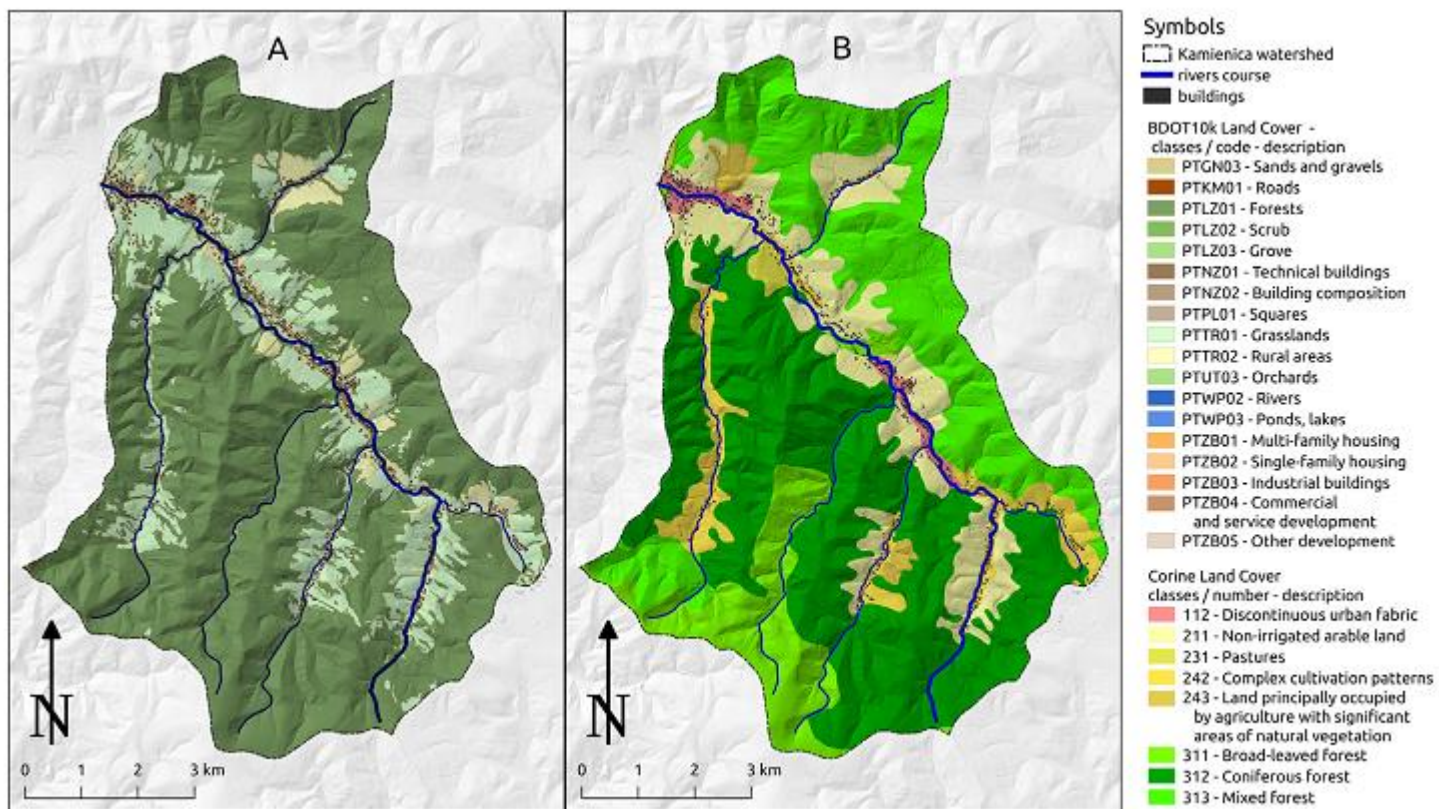 A
B
N
0 1 2 3 km
N
0 1 2 3 km
Symbols
Kamienica watershed
rivers course
buildings
BDOT10k Land Cover -
classes / code - description
PTGN03 - Sands and gravels
PTKM01 - Roads
PTLZ01 - Forests
PTLZ02 - Scrub
PTLZ03 - Grove
PTNZ01 - Technical buildings
PTNZ02 - Building composition
PTPL01 - Squares
PTTR01 - Grasslands
PTTR02 - Rural areas
PTUT03 - Orchards
PTWP02 - Rivers
PTWP03 - Ponds, lakes
PTZB01 - Multi-family housing
PTZB02 - Single-family housing
PTZB03 - Industrial buildings
PTZB04 - Commercial
and service development
PTZB05 - Other development
Corine Land Cover
classes / number - description
112 - Discontinuous urban fabric
211 - Non-irrigated arable land
231 - Pastures
242 - Complex cultivation patterns
243 - Land principally occupied
by agriculture with significant
areas of natural vegetation
311 - Broad-leaved forest
312 - Coniferous forest
313 - Mixed forest